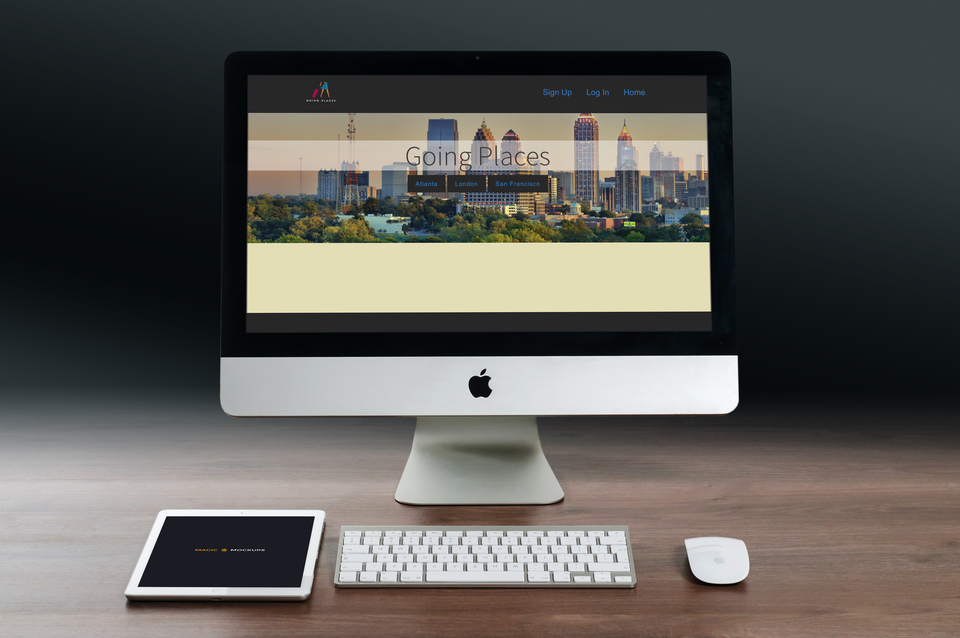 GOING PLACES
Sign Up Log In Home
Going Places
Atlanta London San Francisco
MAGIC MOCKUPS